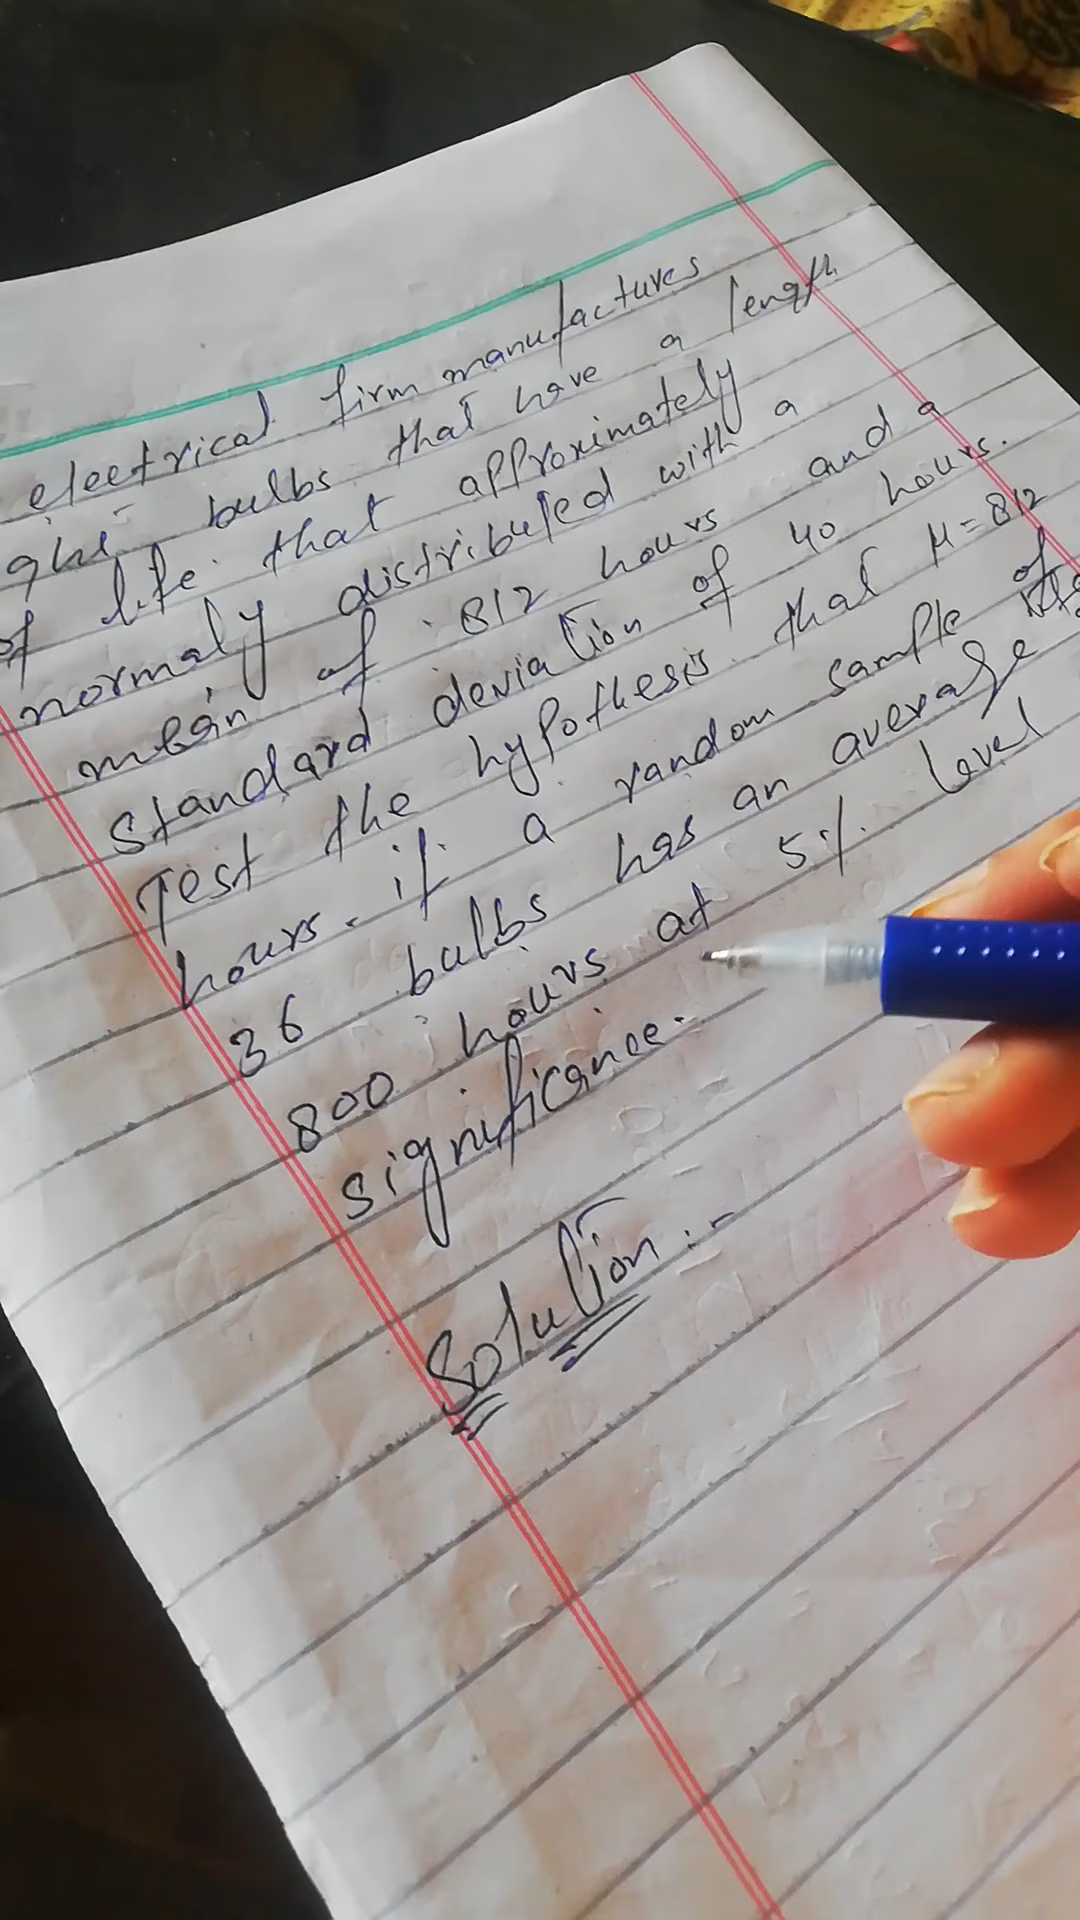 electrical firm manufactures
ght bulbs that have a length
of life that approximately
normaly distributed with a
mean of 812 hours and a
standard deviation of 40 hours.
Test the hypothesis that μ = 812
hours. if a random sample of
36 bulbs has an average
800 hours at 5% level
significance.
Solution:-